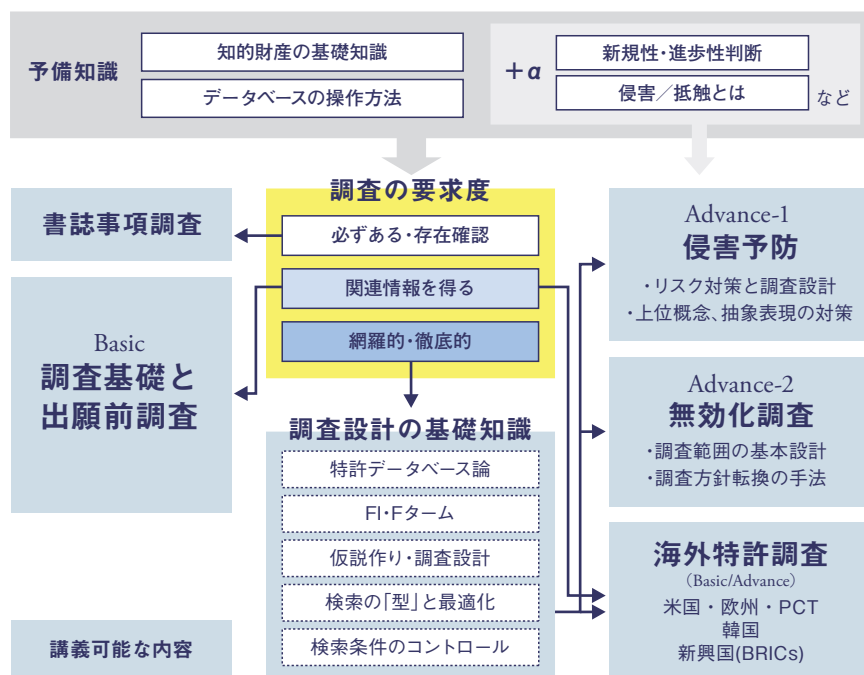 予備知識
知的財産の基礎知識
データベースの操作方法
+α
新規性・進歩性判断
侵害／抵触とは
など
書誌事項調査
Basic
調査基礎と
出願前調査
講義可能な内容
調査の要求度
必ずある・存在確認
関連情報を得る
網羅的・徹底的
調査設計の基礎知識
特許データベース論
FI・Fターム
仮説作り・調査設計
検索の「型」と最適化
検索条件のコントロール
Advance-1
侵害予防
・リスク対策と調査設計
・上位概念、抽象表現の対策
Advance-2
無効化調査
・調査範囲の基本設計
・調査方針転換の手法
海外特許調査
(Basic/Advance)
米国・欧州・PCT
韓国
新興国(BRICs)